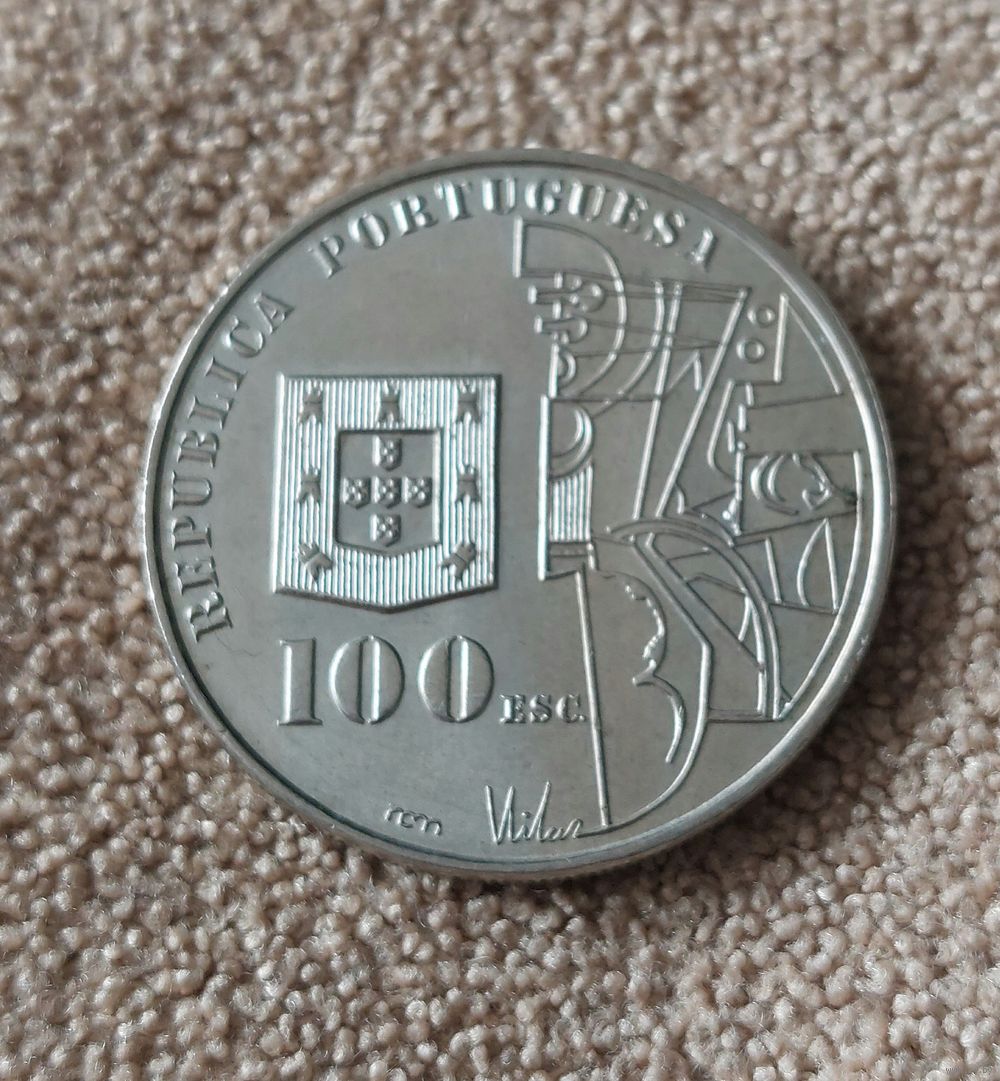 REPUBLICA PORTUGUESA
100 ESC.
incm
Vilar